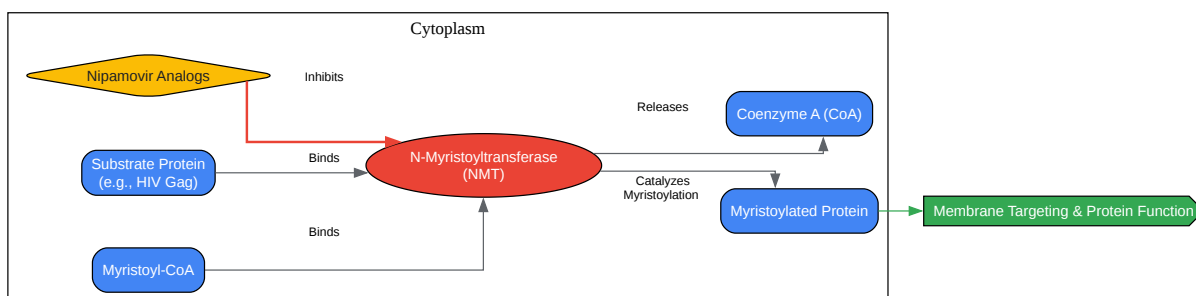 Cytoplasm
Nipamovir Analogs
Inhibits
Releases
Coenzyme A (CoA)
Substrate Protein
(e.g., HIV Gag)
Binds
N-Myristoyltransferase
(NMT)
Catalyzes
Myristoylation
Myristoylated Protein
Membrane Targeting & Protein Function
Binds
Myristoyl-CoA